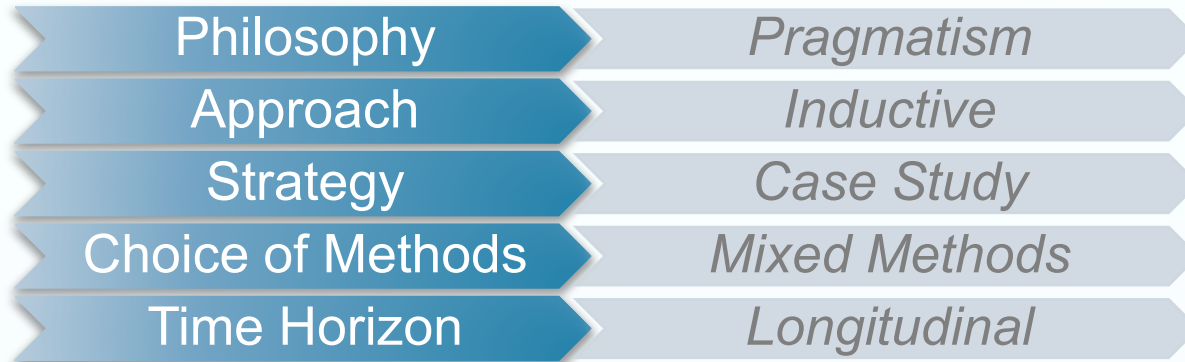 Philosophy Pragmatism
Approach Inductive
Strategy Case Study
Choice of Methods Mixed Methods
Time Horizon Longitudinal